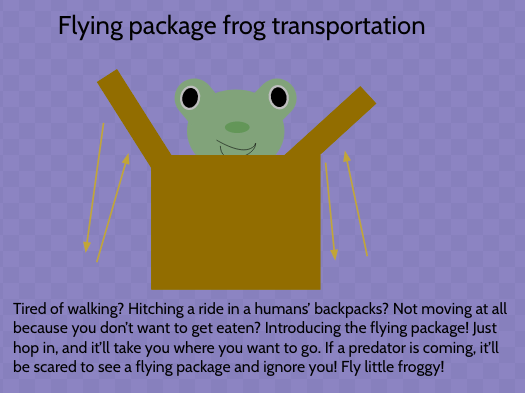 Flying package frog transportation
Tired of walking? Hitching a ride in a humans’ backpacks? Not moving at all
because you don’t want to get eaten? Introducing the flying package! Just
hop in, and it’ll take you where you want to go. If a predator is coming, it’ll
be scared to see a flying package and ignore you! Fly little froggy!